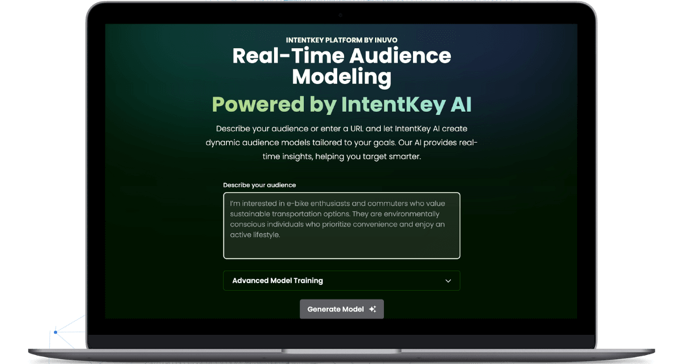 INTENTKEY PLATFORM BY INUVO
Real-Time Audience
Modeling
Powered by IntentKey AI
Describe your audience or enter a URL and let IntentKey AI create
dynamic audience models tailored to your goals. Our AI provides real-
time insights, helping you target smarter.
Describe your audience
I'm interested in e-bike enthusiasts and commuters who value
sustainable transportation options. They are environmentally
conscious individuals who prioritize convenience and enjoy an
active lifestyle.
Advanced Model Training
Generate Model